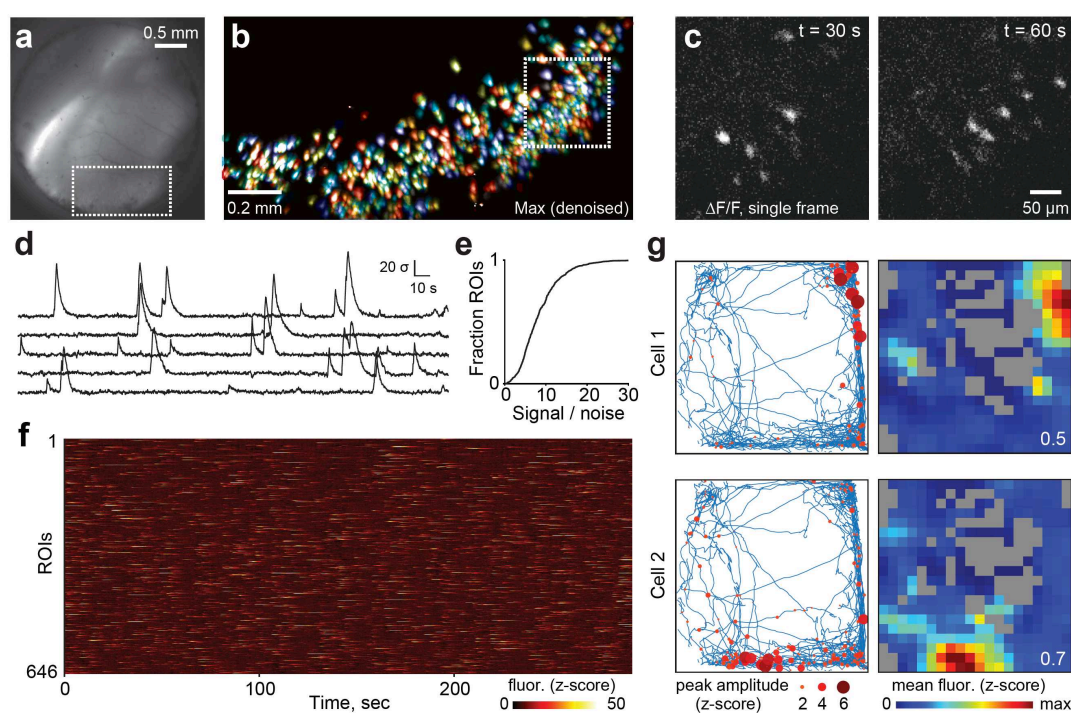 a
0.5 mm
b
0.2 mm
Max (denoised)
c
t = 30 s
t = 60 s
ΔF/F, single frame
50 µm
d
20 σ
10 s
e
Fraction ROIs
1
0
0 10 20 30
Signal / noise
f
ROIs
1
646
0 100 200
Time, sec
fluor. (z-score)
0 50
g
Cell 1
0.5
Cell 2
0.7
peak amplitude
(z-score)
2 4 6
mean fluor. (z-score)
0 max